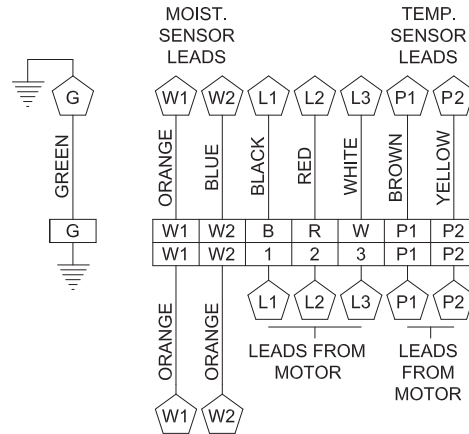 MOIST.
SENSOR
LEADS
TEMP.
SENSOR
LEADS
G W1 W2 L1 L2 L3 P1 P2
GREEN ORANGE BLUE BLACK RED WHITE BROWN YELLOW
G W1 W2 B R W P1 P2
W1 W2 1 2 3 P1 P2
L1 L2 L3 P1 P2
ORANGE ORANGE
LEADS FROM
MOTOR
LEADS
FROM
MOTOR
W1 W2